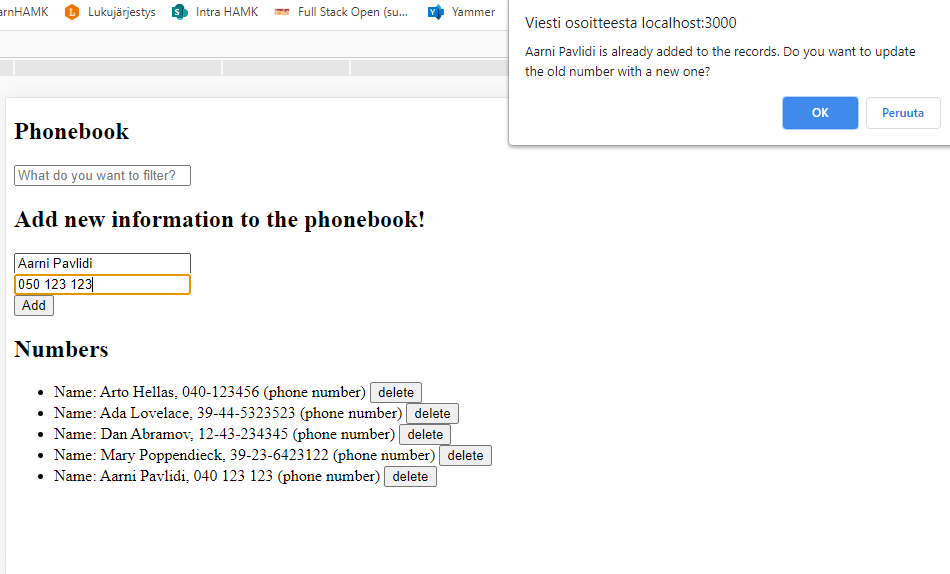 arnHAMK Lukujärjestys Intra HAMK Full Stack Open (su... Yammer
Viesti osoitteesta localhost:3000
Aarni Pavlidi is already added to the records. Do you want to update
the old number with a new one?
OK Peruuta
Phonebook
What do you want to filter?
Add new information to the phonebook!
Aarni Pavlidi
050 123 123
Add
Numbers
• Name: Arto Hellas, 040-123456 (phone number) delete
• Name: Ada Lovelace, 39-44-5323523 (phone number) delete
• Name: Dan Abramov, 12-43-234345 (phone number) delete
• Name: Mary Poppendieck, 39-23-6423122 (phone number) delete
• Name: Aarni Pavlidi, 040 123 123 (phone number) delete